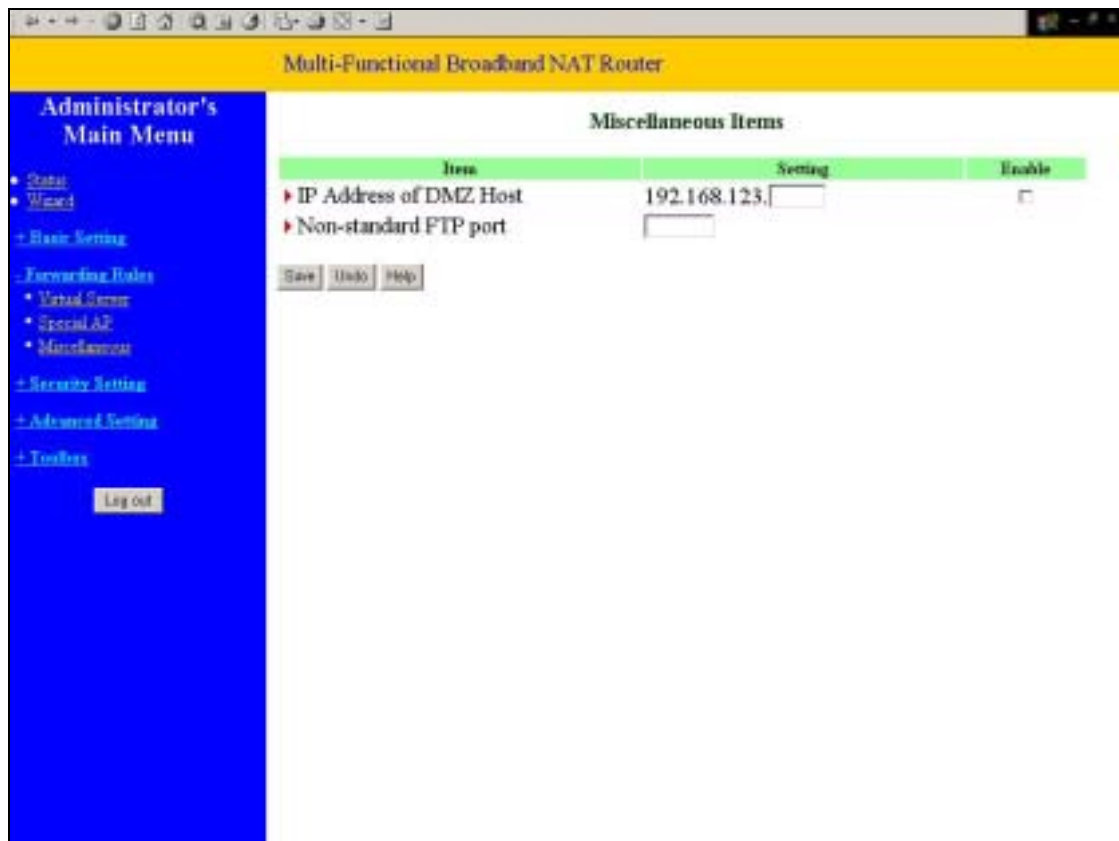 Multi-Functional Broadband NAT Router
Administrator's
Main Menu
Status
Wizard
+ Basic Setting
- Forwarding Rules
Virtual Server
Special AP
Miscellaneous
+ Security Setting
+ Advanced Setting
+ Toolbox
Log out
Miscellaneous Items
Item Setting Enable
IP Address of DMZ Host 192.168.123.
Non-standard FTP port
Save Undo Help